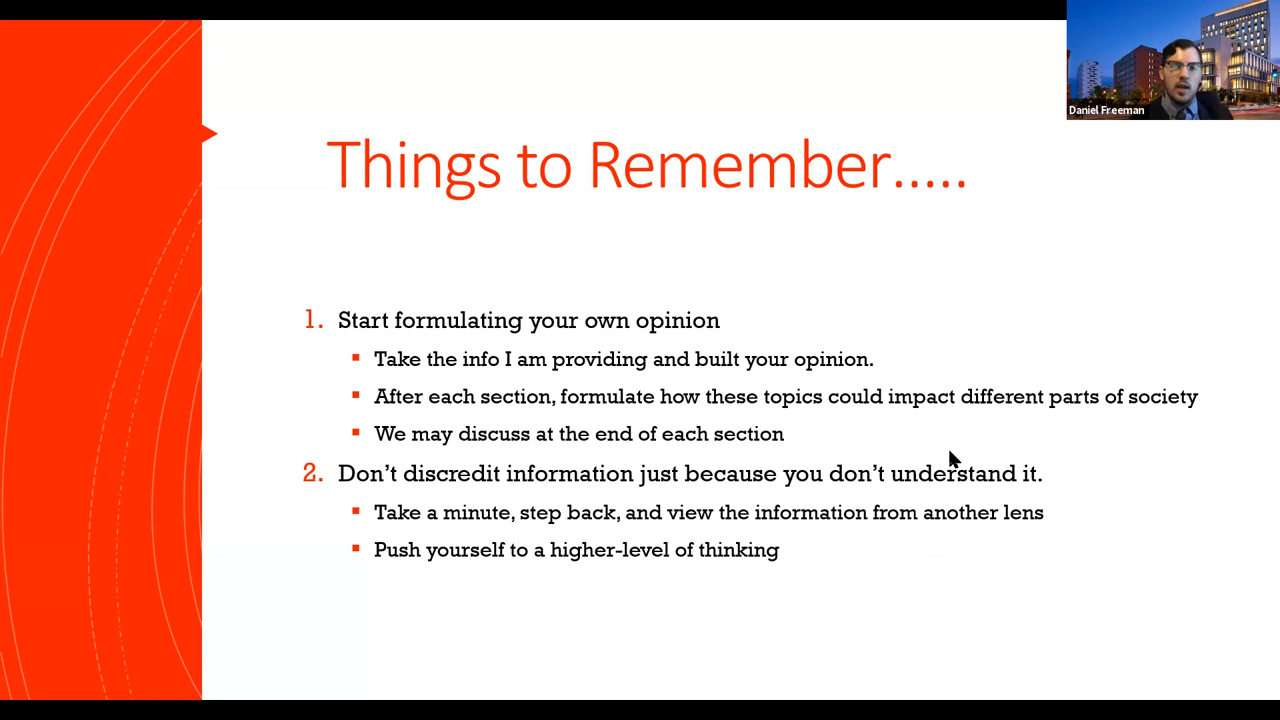 Daniel Freeman
Things to Remember.....
1. Start formulating your own opinion
▪ Take the info I am providing and built your opinion.
▪ After each section, formulate how these topics could impact different parts of society
▪ We may discuss at the end of each section
2. Don’t discredit information just because you don’t understand it.
▪ Take a minute, step back, and view the information from another lens
▪ Push yourself to a higher-level of thinking